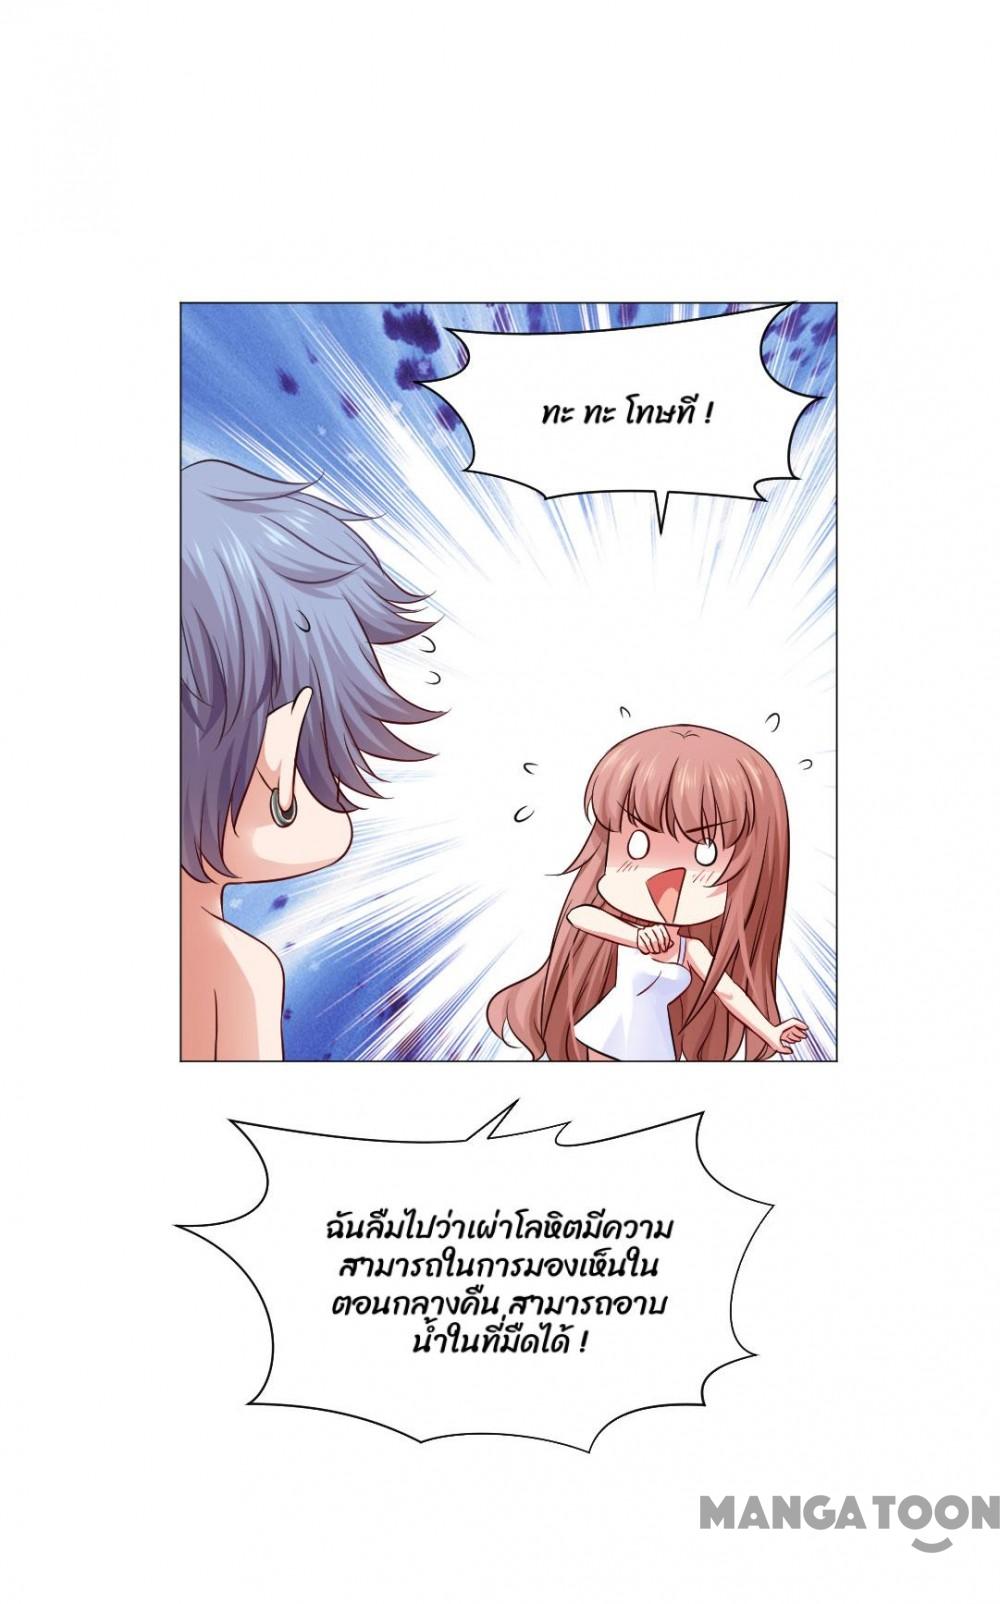 ทะ ทะ โทษที !
ฉันลืมไปว่าเผ่าโลหิตมีความ
สามารถในการมองเห็นใน
ตอนกลางคืน สามารถอาบ
น้ำในที่มืดได้ !
MANGATOON